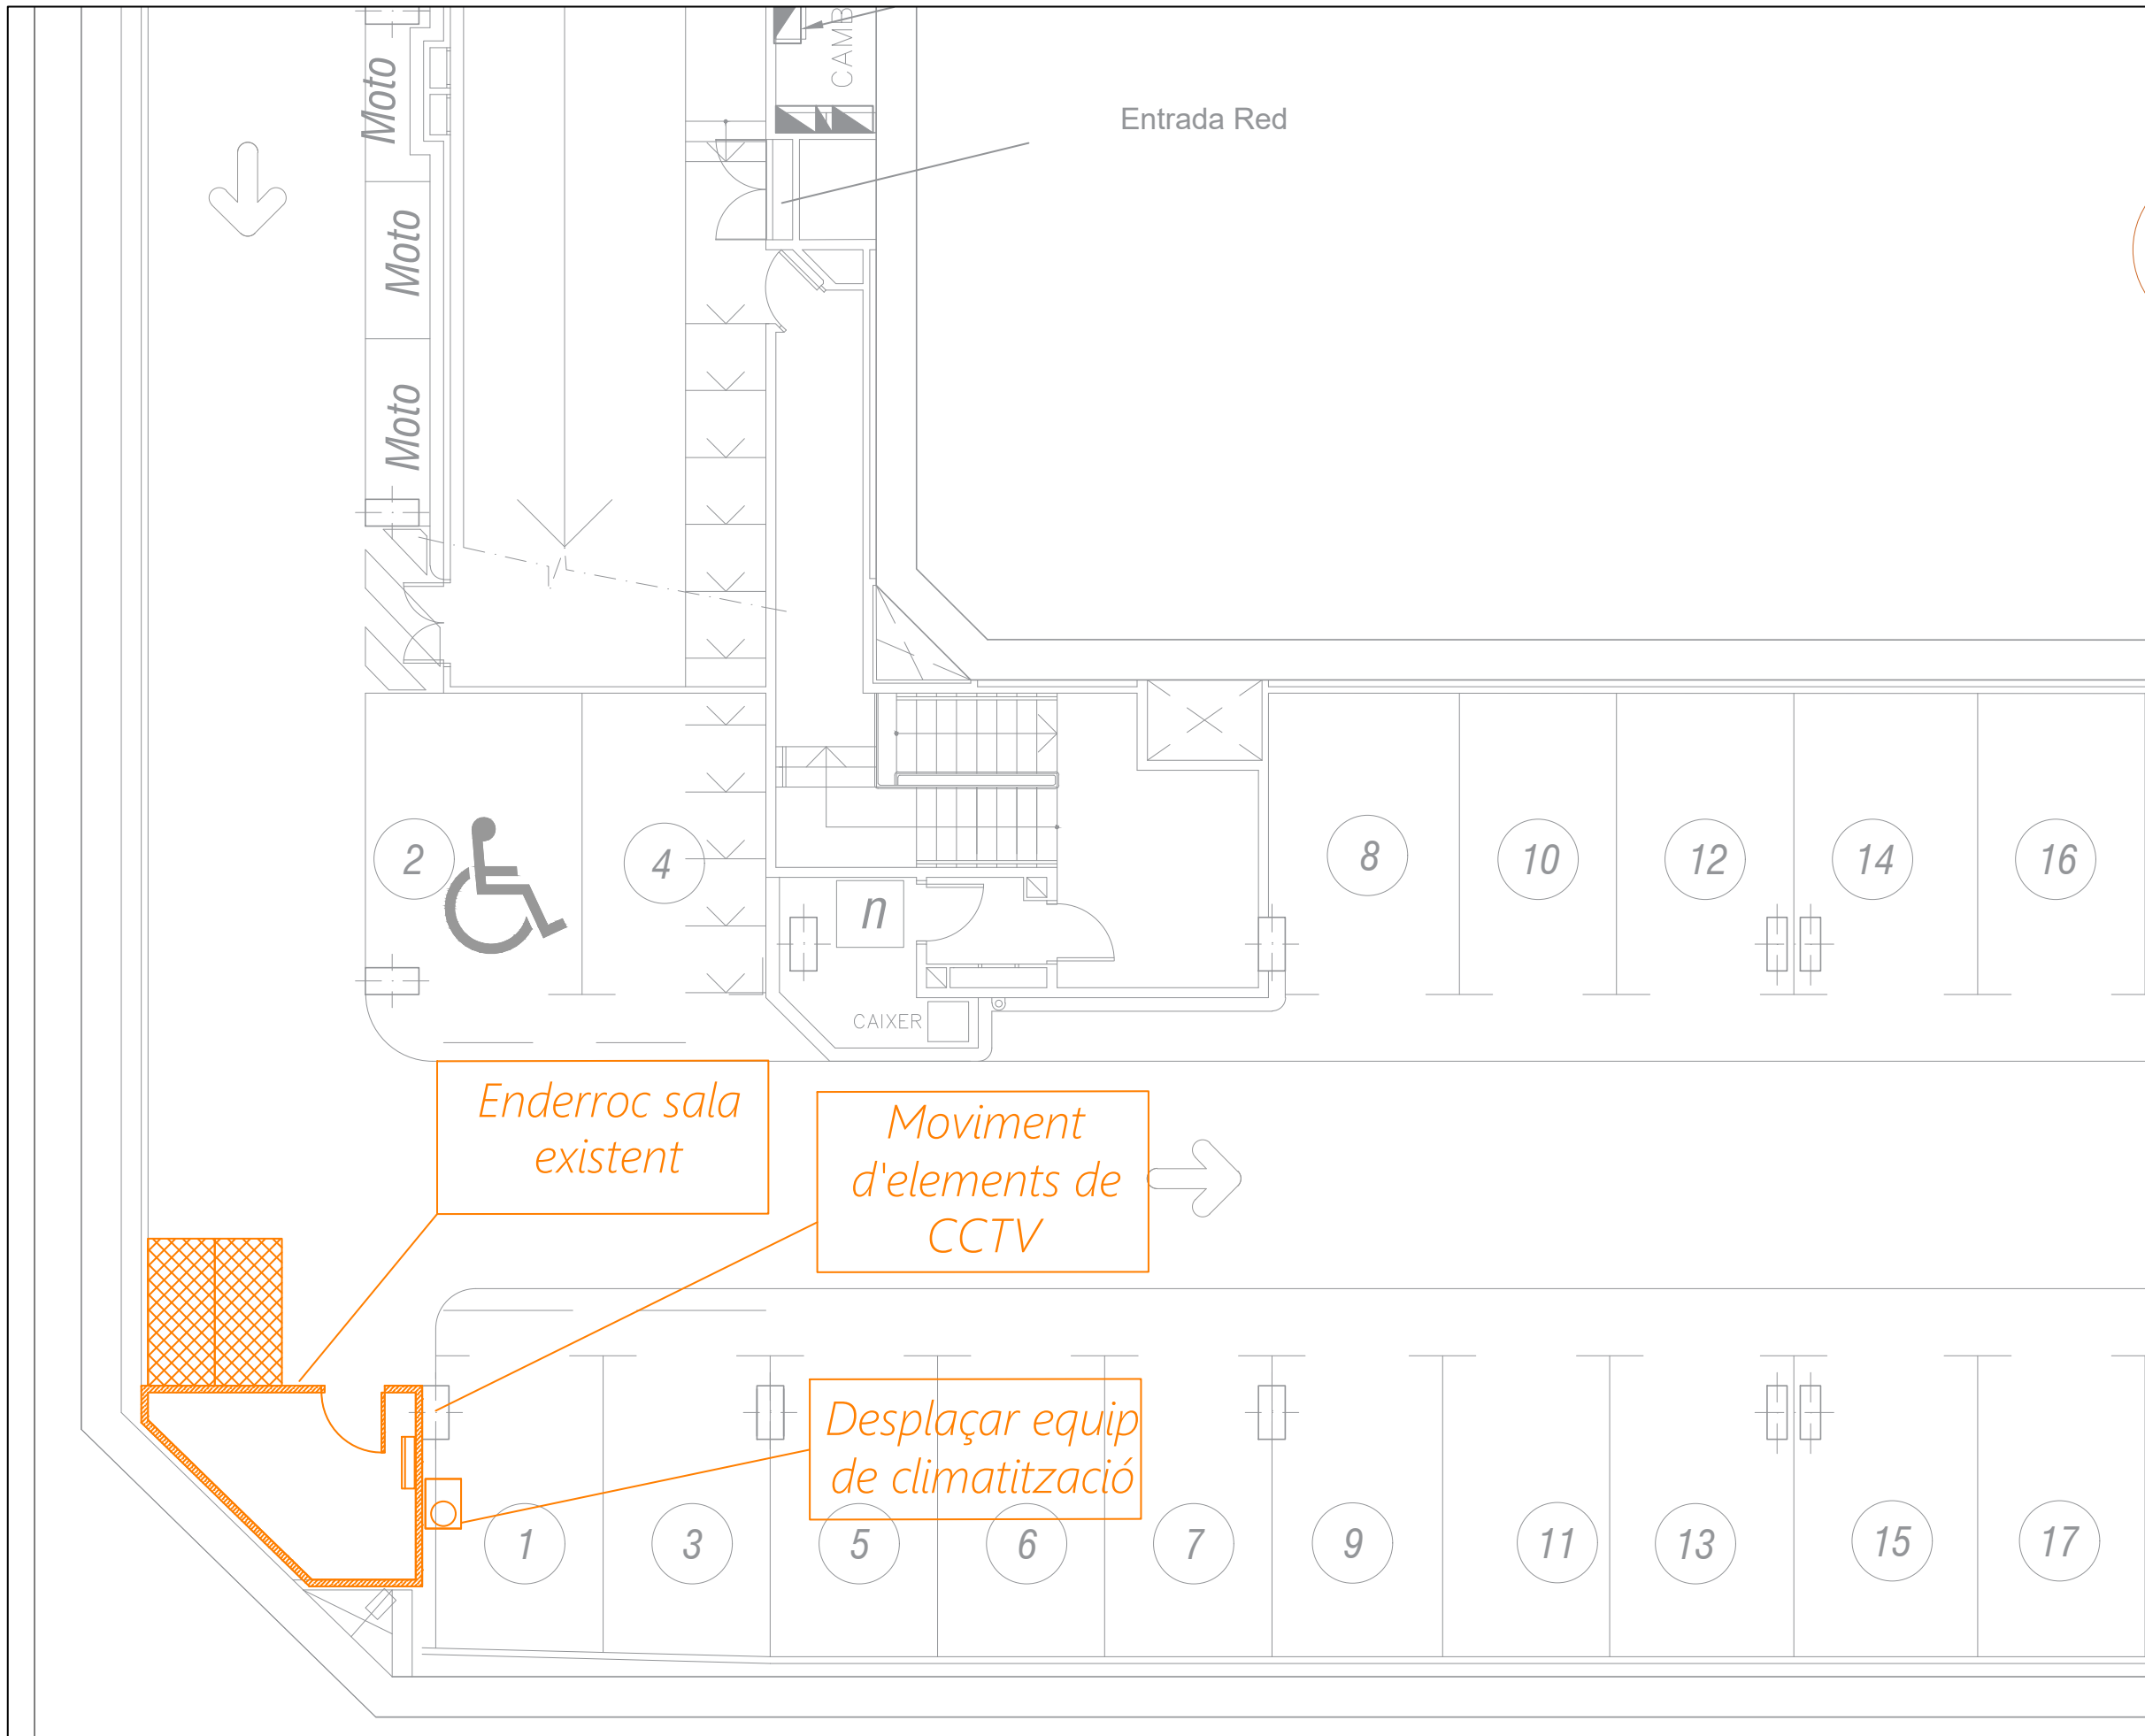 CAMB
Moto
Entrada Red
Moto
Moto
2
4
8
10
12
14
16
n
CAIXER
Enderroc sala
existent
Moviment
d'elements de
CCTV
Desplaçar equip
de climatització
1
3
5
6
7
9
11
13
15
17